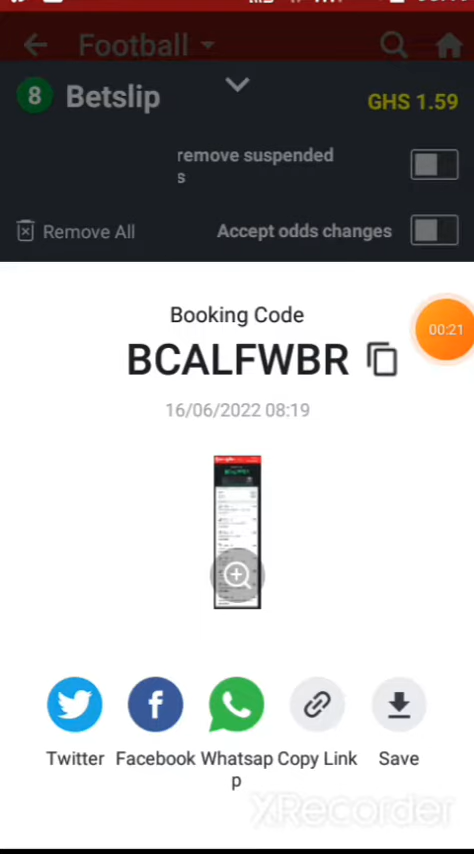 Football
8 Betslip
GHS 1.59
remove suspended
s
Remove All
Accept odds changes
Booking Code
BCALFWBR
00:21
16/06/2022 08:19
Twitter
Facebook
Whatsap
p
Copy Link
Save
XRecorder